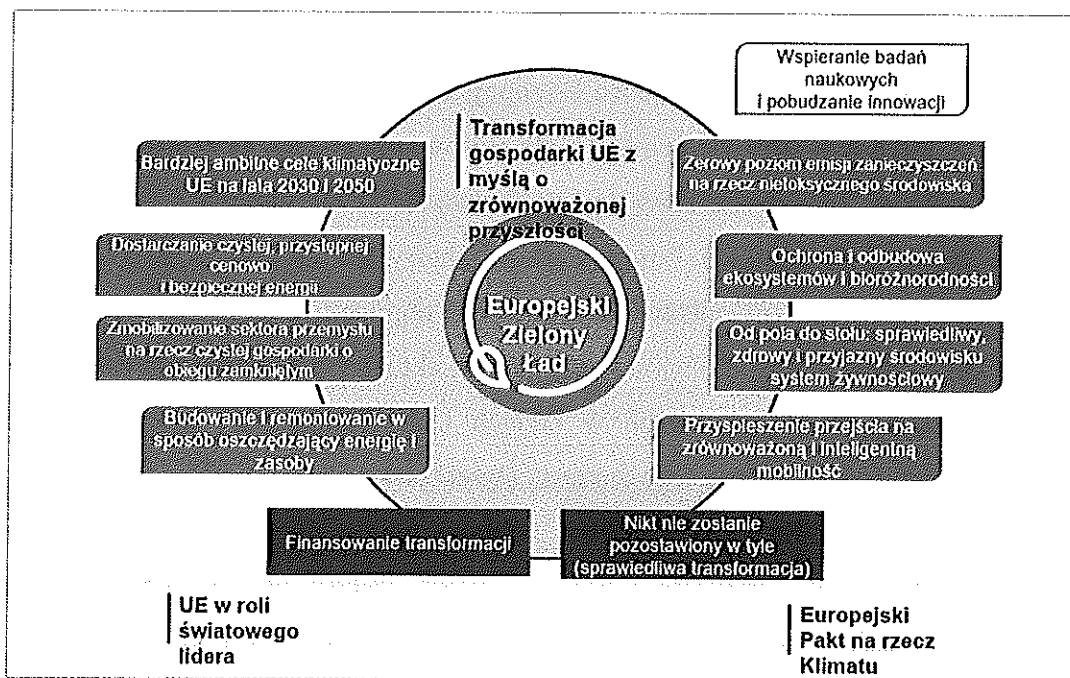 Wspieranie badań
naukowych
i pobudzanie innowacji
Transformacja
gospodarki UE z
myślą o
zrównoważonej
przyszłości
Bardziej ambitne cele klimatyczne
UE na lata 2030 i 2050
Zerowy poziom emisji zanieczyszczeń
na rzecz nietoksycznego środowiska
Dostarczanie czystej, przystępnej
cenowo
i bezpiecznej energii
Ochrona i odbudowa
ekosystemów i bioróżnorodności
Europejski
Zielony
Ład
Zmobilizowanie sektora przemysłu
na rzecz czystej gospodarki o
obiegu zamkniętym
Od pola do stołu: sprawiedliwy,
zdrowy i przyjazny środowisku
system żywnościowy
Budowanie i remontowanie w
sposób oszczędzający energię i
zasoby
Przyspieszenie przejścia na
zrównoważoną i inteligentną
mobilność
Finansowanie transformacji
Nikt nie zostanie
pozostawiony w tyle
(sprawiedliwa transformacja)
UE w roli
światowego
lidera
Europejski
Pakt na rzecz
Klimatu